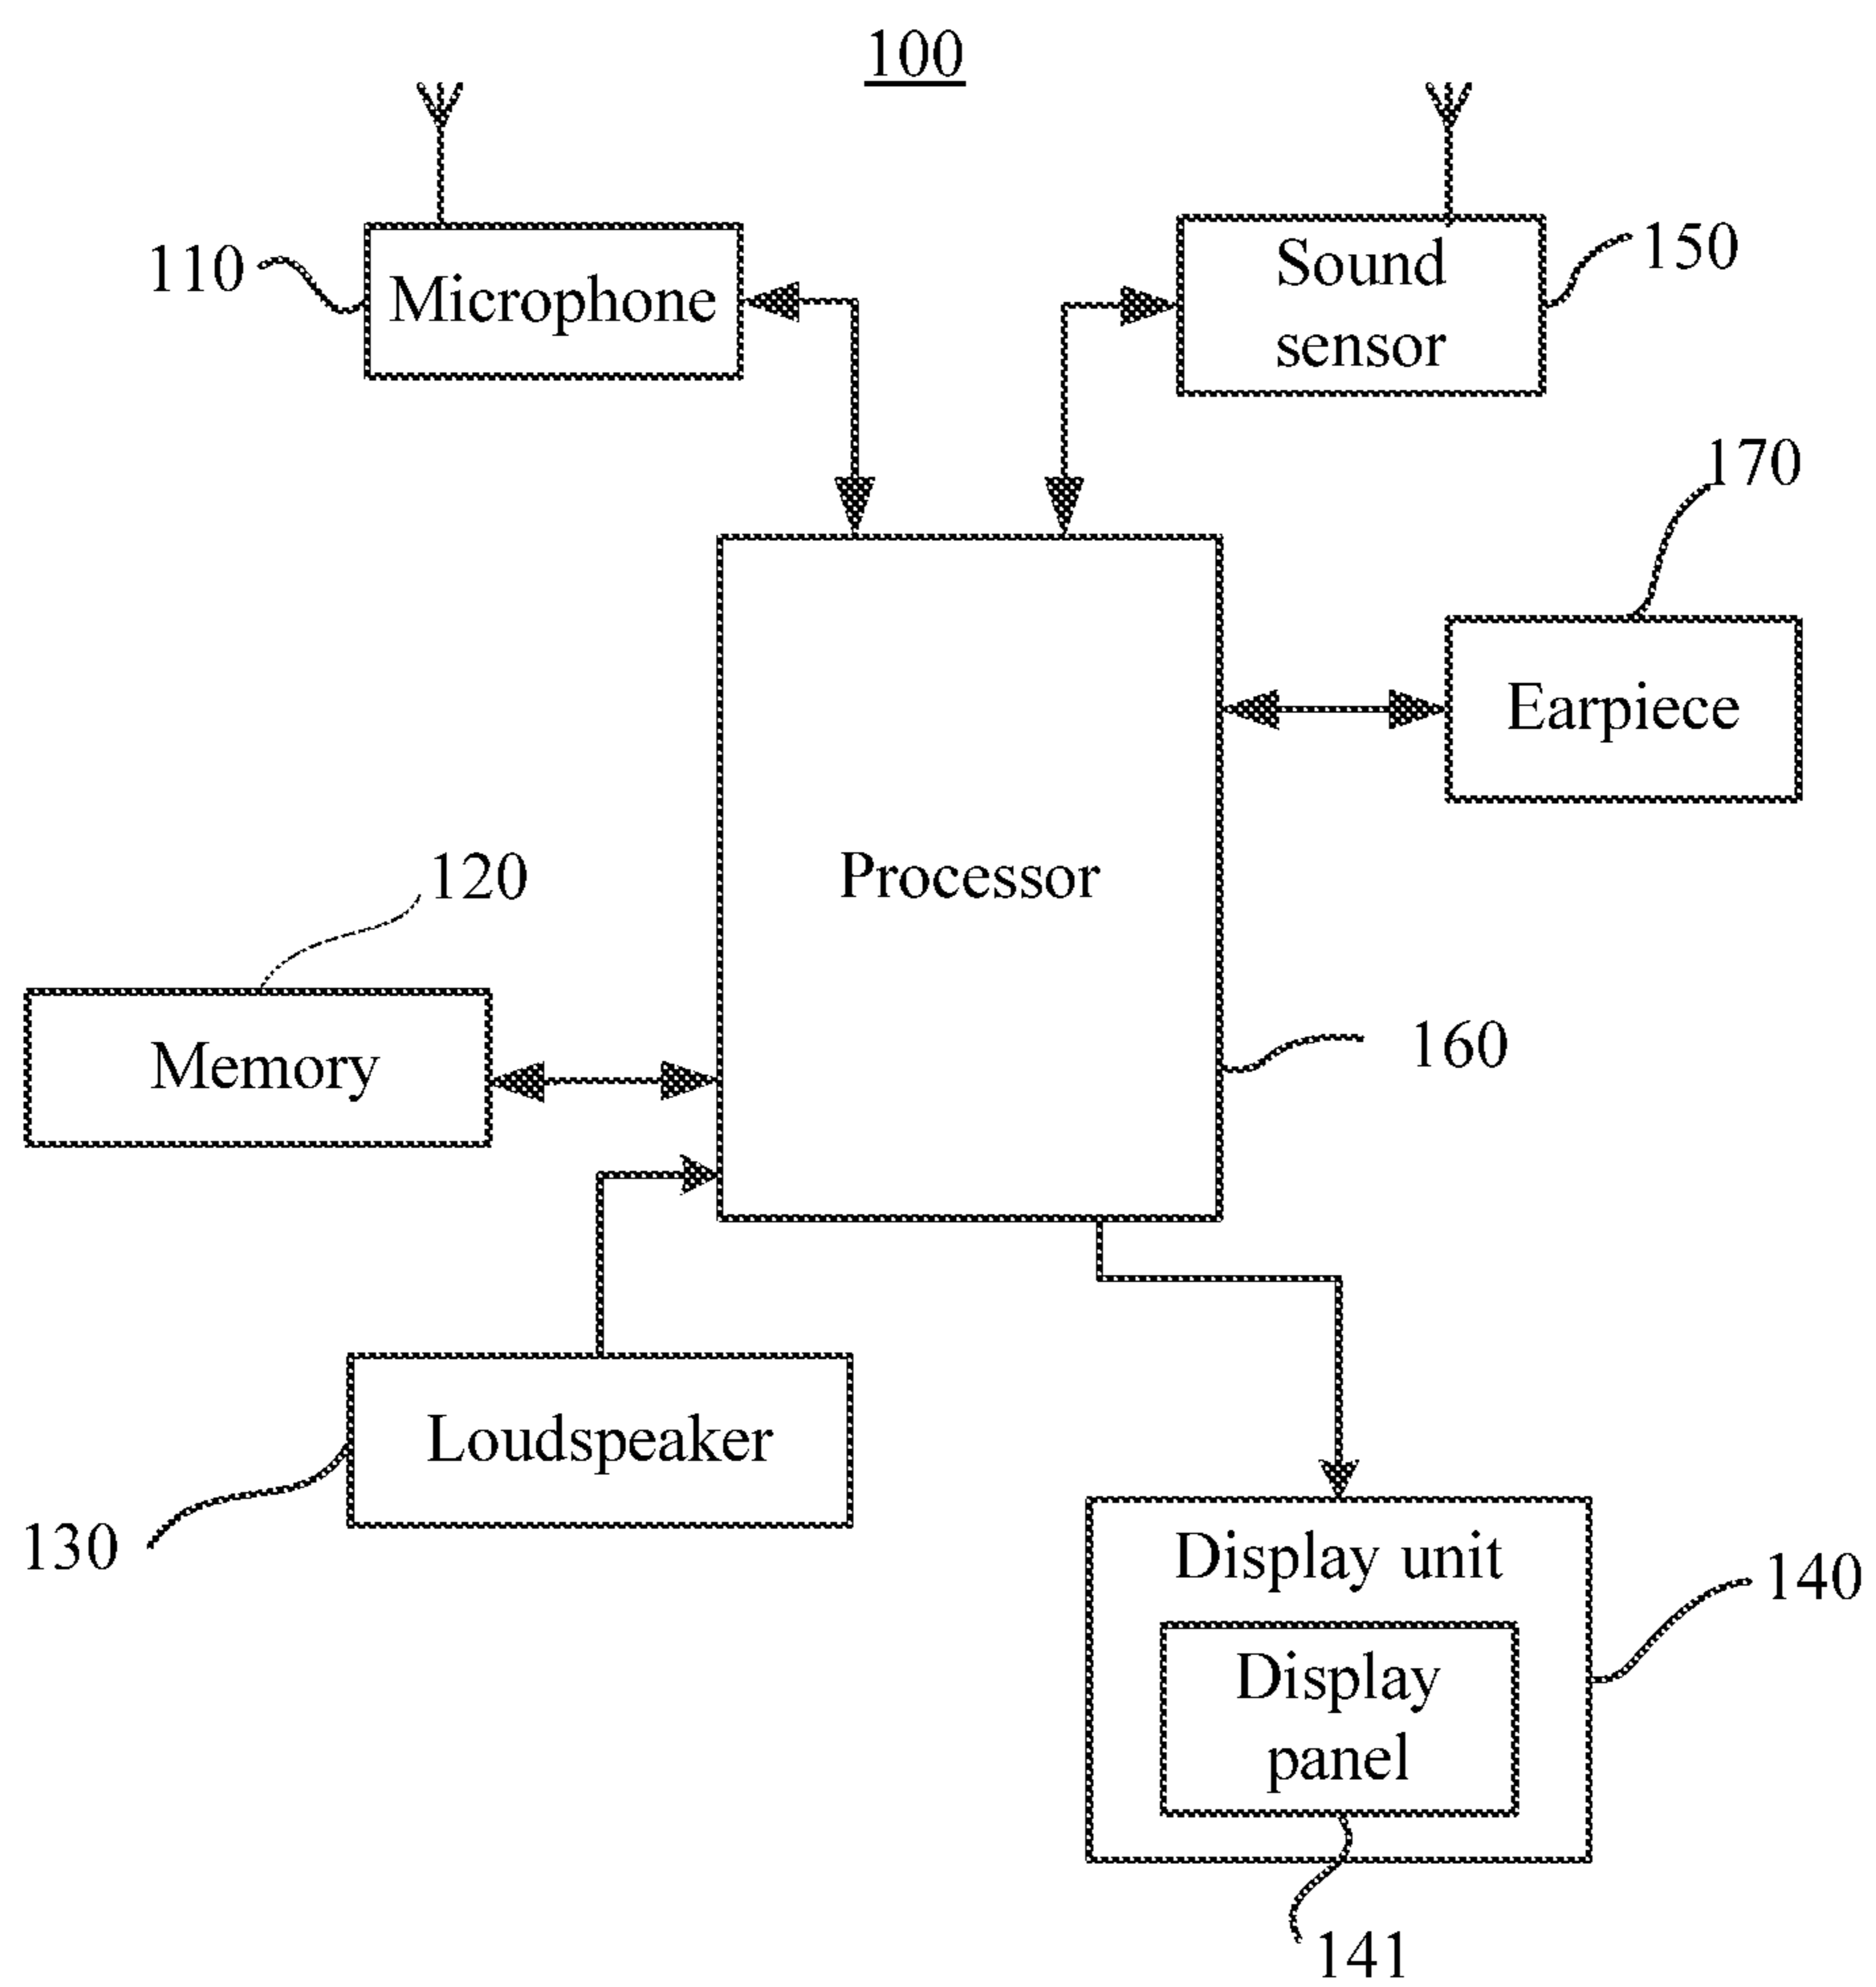 100
110
Microphone
Sound
sensor
150
170
Earpiece
Processor
120
Memory
160
Loudspeaker
130
Display unit
140
Display
panel
141